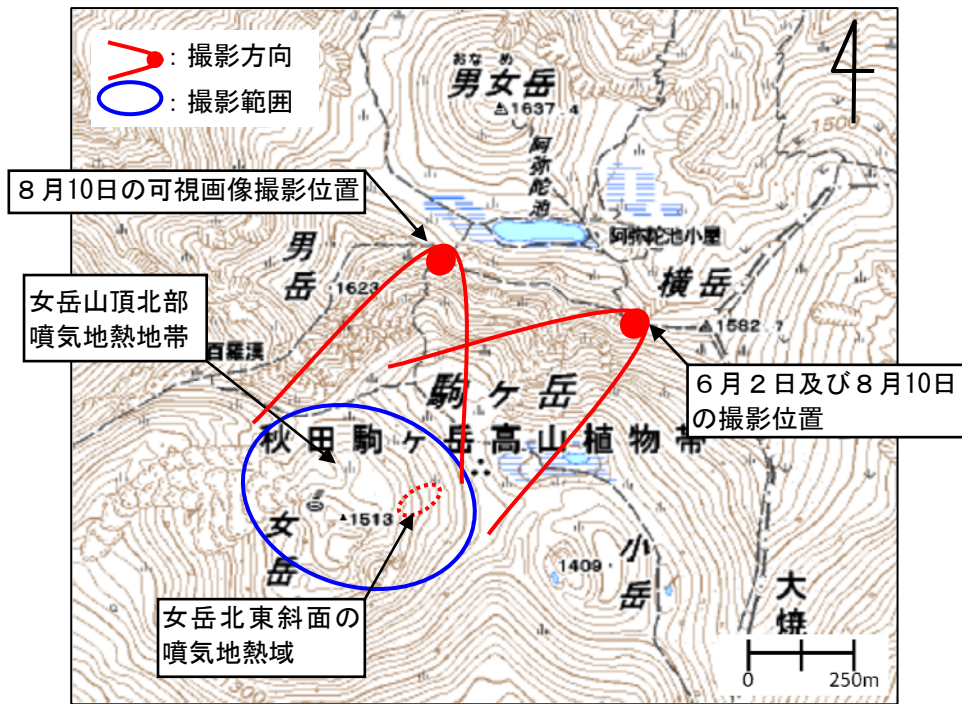 ：撮影方向
：撮影範囲
おなめ
男女岳
1637.4
1500
阿弥陀池
8月10日の可視画像撮影位置
阿弥陀池小屋
男岳
横岳
1623
1582.7
女岳山頂北部
噴気地熱地帯
百羅漢
6月2日及び8月10日
の撮影位置
駒ヶ岳
秋田駒ヶ岳高山植物帯
1513
女岳
小岳
1409
大焼
女岳北東斜面の
噴気地熱域
1300
0 250m